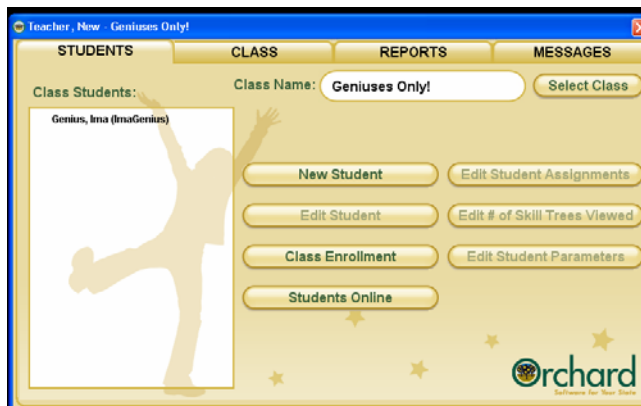 Teacher, New - Geniuses Only!
STUDENTS CLASS REPORTS MESSAGES
Class Students:
Class Name: Geniuses Only! Select Class
Genius, Ima (ImaGenius)
New Student Edit Student Assignments
Edit Student Edit # of Skill Trees Viewed
Class Enrollment Edit Student Parameters
Students Online
Orchard
Software for Your State